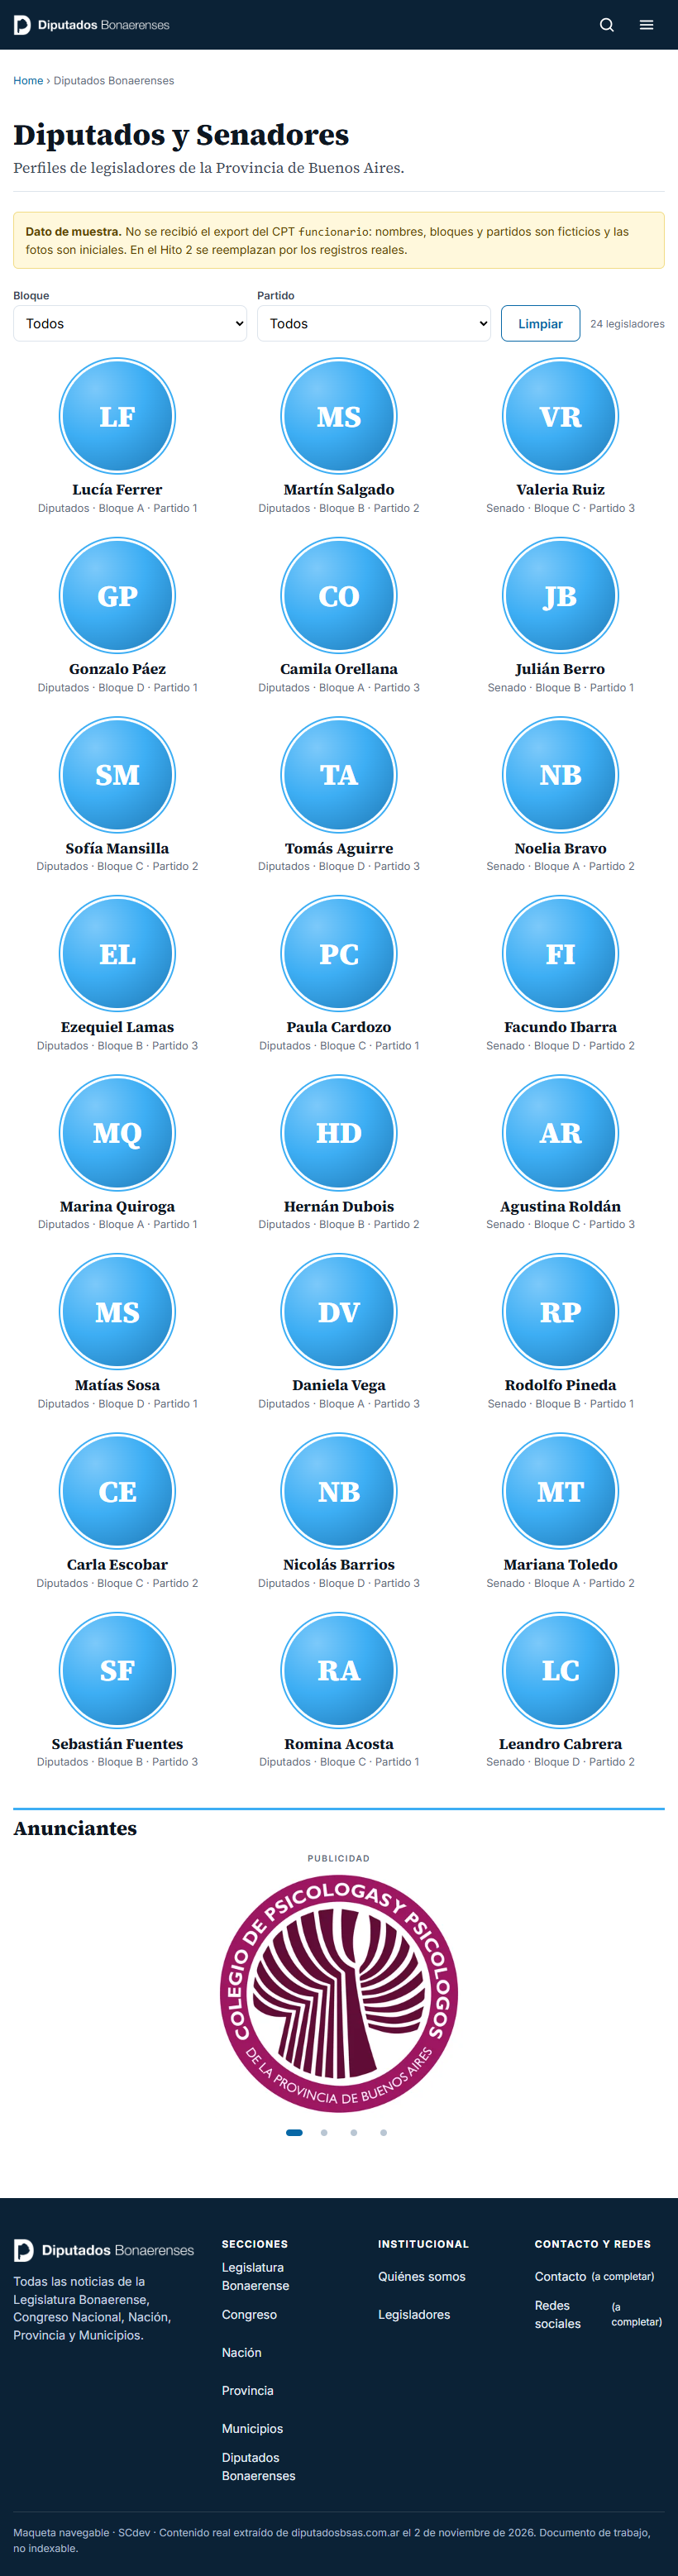 Diputados Bonaerenses
Home › Diputados Bonaerenses
Diputados y Senadores
Perfiles de legisladores de la Provincia de Buenos Aires.
Dato de muestra. No se recibió el export del CPT funcionario: nombres, bloques y partidos son ficticios y las
fotos son iniciales. En el Hito 2 se reemplazan por los registros reales.
Bloque
Partido
Todos
Todos
Limpiar
24 legisladores
LF
MS
VR
Lucía Ferrer
Martín Salgado
Valeria Ruiz
Diputados · Bloque A · Partido 1
Diputados · Bloque B · Partido 2
Senado · Bloque C · Partido 3
GP
CO
JB
Gonzalo Páez
Camila Orellana
Julián Berro
Diputados · Bloque D · Partido 1
Diputados · Bloque A · Partido 3
Senado · Bloque B · Partido 1
SM
TA
NB
Sofía Mansilla
Tomás Aguirre
Noelia Bravo
Diputados · Bloque C · Partido 2
Diputados · Bloque D · Partido 3
Senado · Bloque A · Partido 2
EL
PC
FI
Ezequiel Lamas
Paula Cardozo
Facundo Ibarra
Diputados · Bloque B · Partido 3
Diputados · Bloque C · Partido 1
Senado · Bloque D · Partido 2
MQ
HD
AR
Marina Quiroga
Hernán Dubois
Agustina Roldán
Diputados · Bloque A · Partido 1
Diputados · Bloque B · Partido 2
Senado · Bloque C · Partido 3
MS
DV
RP
Matías Sosa
Daniela Vega
Rodolfo Pineda
Diputados · Bloque D · Partido 1
Diputados · Bloque A · Partido 3
Senado · Bloque B · Partido 1
CE
NB
MT
Carla Escobar
Nicolás Barrios
Mariana Toledo
Diputados · Bloque C · Partido 2
Diputados · Bloque D · Partido 3
Senado · Bloque A · Partido 2
SF
RA
LC
Sebastián Fuentes
Romina Acosta
Leandro Cabrera
Diputados · Bloque B · Partido 3
Diputados · Bloque C · Partido 1
Senado · Bloque D · Partido 2
Anunciantes
PUBLICIDAD
COLEGIO DE PSICOLOGAS Y PSICOLOGOS
DE LA PROVINCIA DE BUENOS AIRES
Diputados Bonaerenses
Todas las noticias de la
Legislatura Bonaerense,
Congreso Nacional, Nación,
Provincia y Municipios.
SECCIONES
Legislatura
Bonaerense
Congreso
Nación
Provincia
Municipios
Diputados
Bonaerenses
INSTITUCIONAL
Quiénes somos
Legisladores
CONTACTO Y REDES
Contacto (a completar)
Redes
sociales
(a
completar)
Maqueta navegable · SCdev · Contenido real extraído de diputadosbsas.com.ar el 2 de noviembre de 2026. Documento de trabajo,
no indexable.